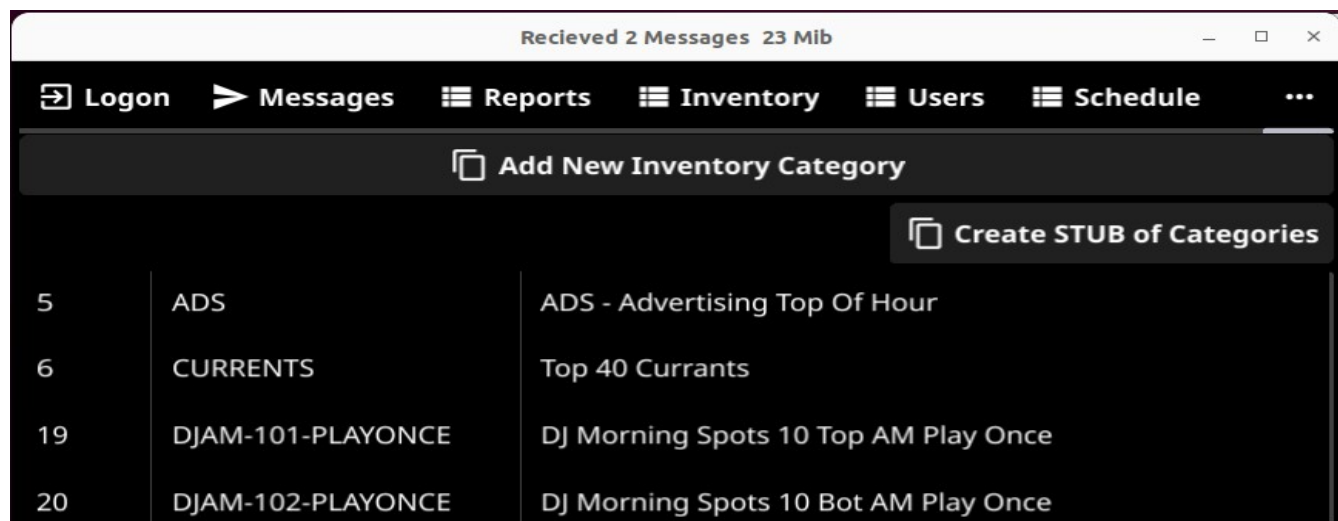 Recieved 2 Messages 23 Mib
Logon Messages Reports Inventory Users Schedule ...
Add New Inventory Category
Create STUB of Categories
5 ADS ADS - Advertising Top Of Hour
6 CURRENTS Top 40 Currants
19 DJAM-101-PLAYONCE DJ Morning Spots 10 Top AM Play Once
20 DJAM-102-PLAYONCE DJ Morning Spots 10 Bot AM Play Once